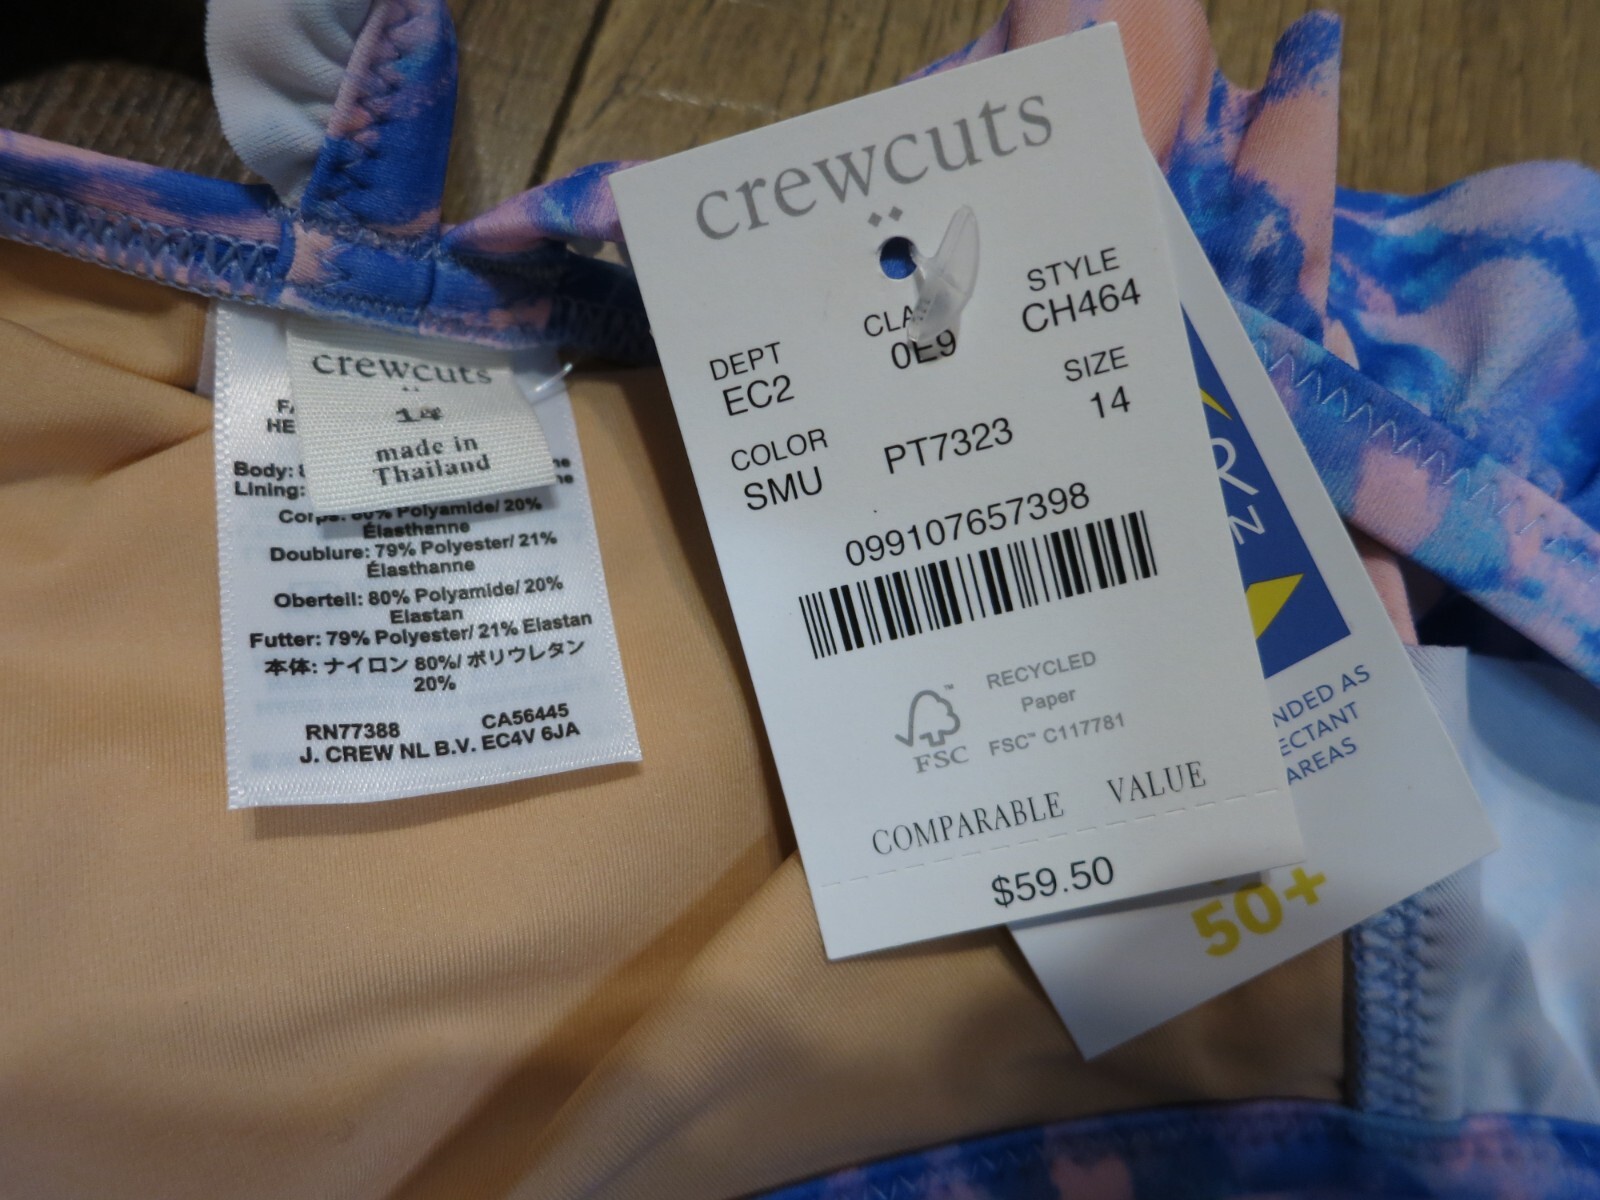 crewcuts
14
made in
Thailand
Body:
Lining:
Corps: 80% Polyamide/ 20%
Élasthanne
Doublure: 79% Polyester/ 21%
Élasthanne
Oberteil: 80% Polyamide/ 20%
Elastan
Futter: 79% Polyester/ 21% Elastan
本体: ナイロン 80%/ ポリウレタン
20%
RN77388 CA56445
J. CREW NL B.V. EC4V 6JA
crewcuts
DEPT STYLE
EC2 0E9 CH464
COLOR SIZE
SMU PT7323 14
099107657398
RECYCLED
Paper
FSC™ C117781
FSC
COMPARABLE VALUE
$59.50
R
N
NDED AS
ECTANT
AREAS
50+